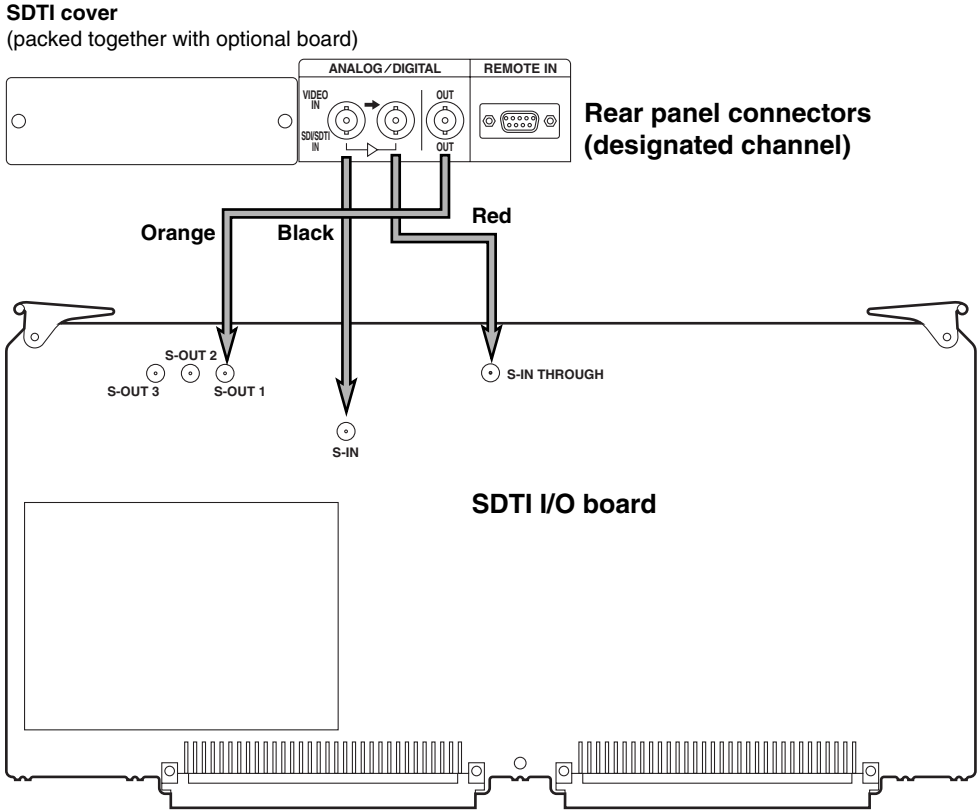 SDTI cover
(packed together with optional board)
ANALOG/DIGITAL
REMOTE IN
VIDEO
IN
OUT
SDI/SDTI
IN
OUT
Rear panel connectors
(designated channel)
Orange
Black
Red
S-OUT 2
S-OUT 3
S-OUT 1
S-IN THROUGH
S-IN
SDTI I/O board